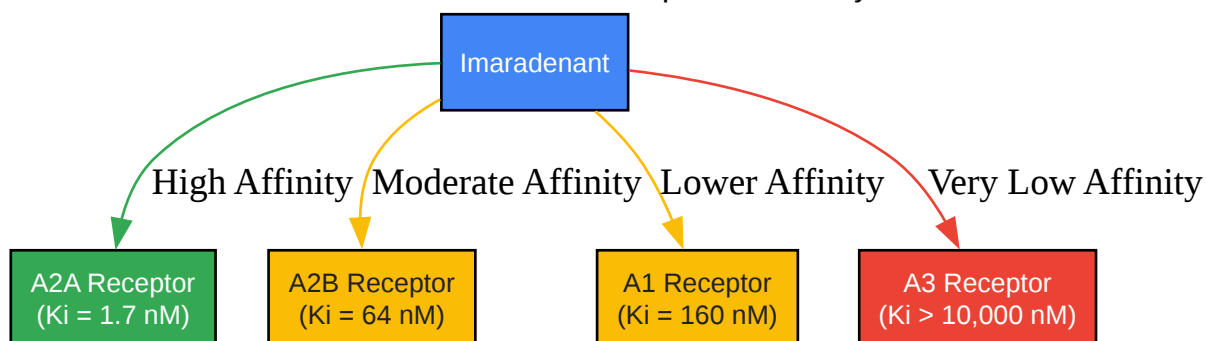 Imaradenant
High Affinity
Moderate Affinity
Lower Affinity
Very Low Affinity
A2A Receptor
(Ki = 1.7 nM)
A2B Receptor
(Ki = 64 nM)
A1 Receptor
(Ki = 160 nM)
A3 Receptor
(Ki > 10,000 nM)